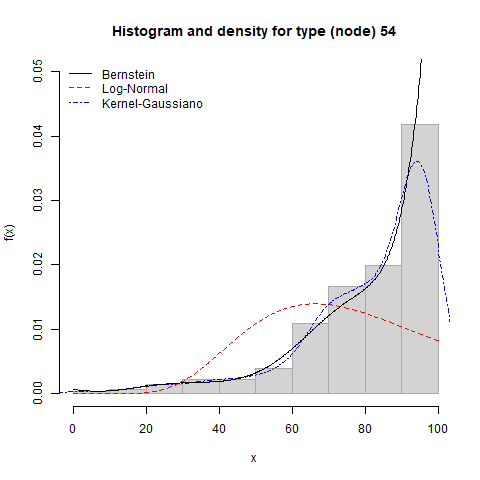 Histogram and density for type (node) 54
Bernstein
Log-Normal
Kernel-Gaussiano
f(x)
0.05
0.04
0.03
0.02
0.01
0.00
0 20 40 60 80 100
x